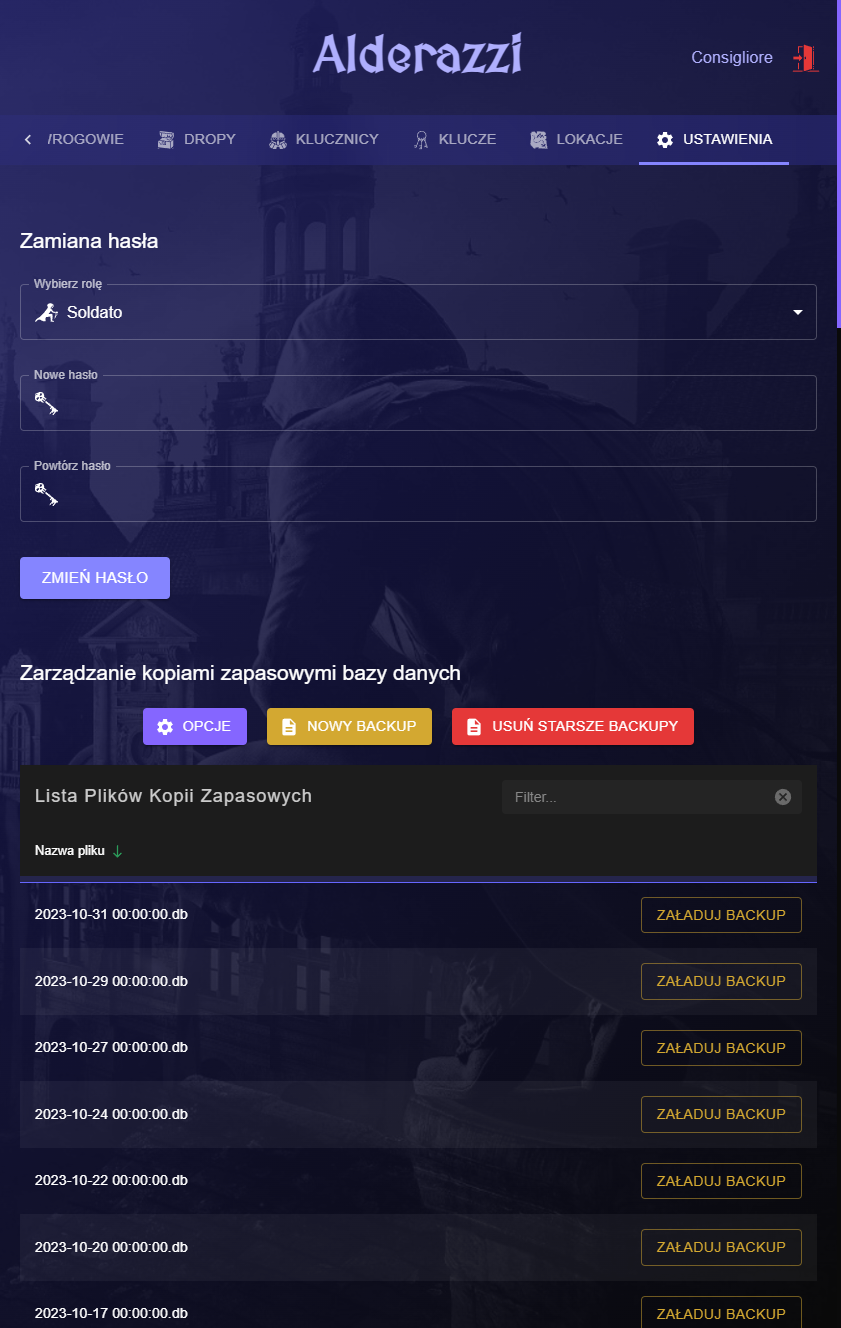 Alderazzi
Consigliore
/ROGOWIE DROPY KLUCZNICY KLUCZE LOKACJE USTAWIENIA
Zamiana hasła
Wybierz rolę
Soldato
Nowe hasło
Powtórz hasło
ZMIEŃ HASŁO
Zarządzanie kopiami zapasowymi bazy danych
OPCJE NOWY BACKUP USUŃ STARSZE BACKUPY
Lista Plików Kopii Zapasowych Filter...
Nazwa pliku
2023-10-31 00:00:00.db ZAŁADUJ BACKUP
2023-10-29 00:00:00.db ZAŁADUJ BACKUP
2023-10-27 00:00:00.db ZAŁADUJ BACKUP
2023-10-24 00:00:00.db ZAŁADUJ BACKUP
2023-10-22 00:00:00.db ZAŁADUJ BACKUP
2023-10-20 00:00:00.db ZAŁADUJ BACKUP
2023-10-17 00:00:00.db ZAŁADUJ BACKUP